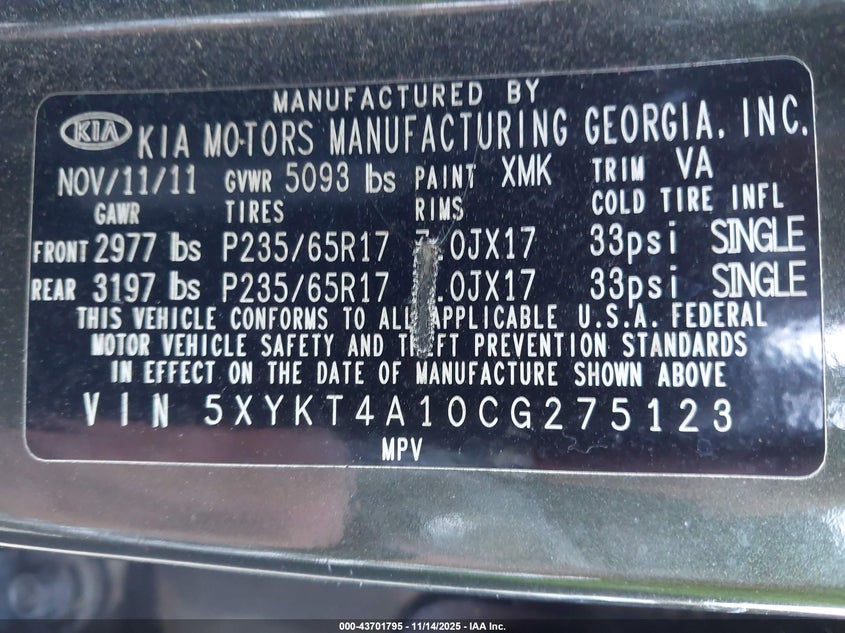 MANUFACTURED BY
KIA KIA MOTORS MANUFACTURING GEORGIA, INC.
NOV/11/11 GVWR 5093 lbs PAINT XMK TRIM VA
GAWR TIRES RIMS COLD TIRE INFL
FRONT 2977 lbs P235/65R17 7.0JX17 33psi SINGLE
REAR 3197 lbs P235/65R17 .0JX17 33psi SINGLE
THIS VEHICLE CONFORMS TO ALL APPLICABLE U.S.A. FEDERAL
MOTOR VEHICLE SAFETY AND THEFT PREVENTION STANDARDS
IN EFFECT ON THE DATE OF MANUFACTURE SHOWN ABOVE
VIN 5XYKT4A10CG275123
MPV
000-43701795 - 11/14/2025 - IAA Inc.